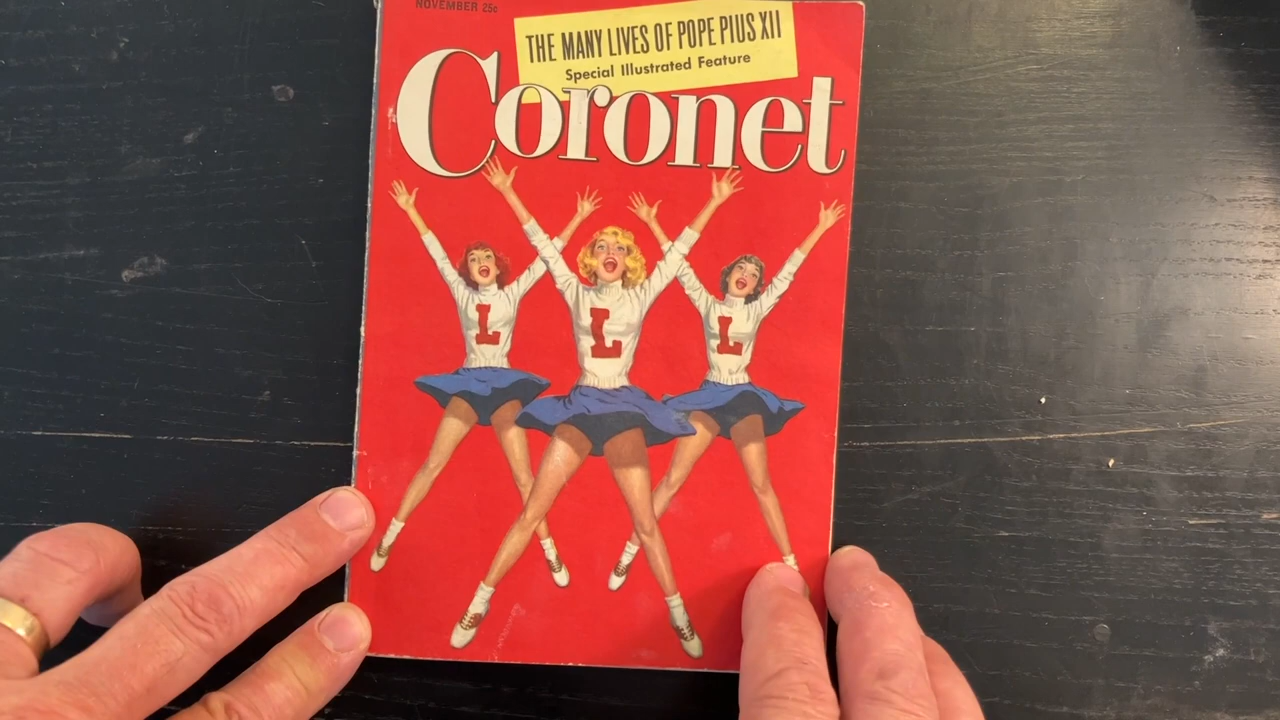 NOVEMBER 25c
THE MANY LIVES OF POPE PIUS XII
Special Illustrated Feature
Coronet
L L L